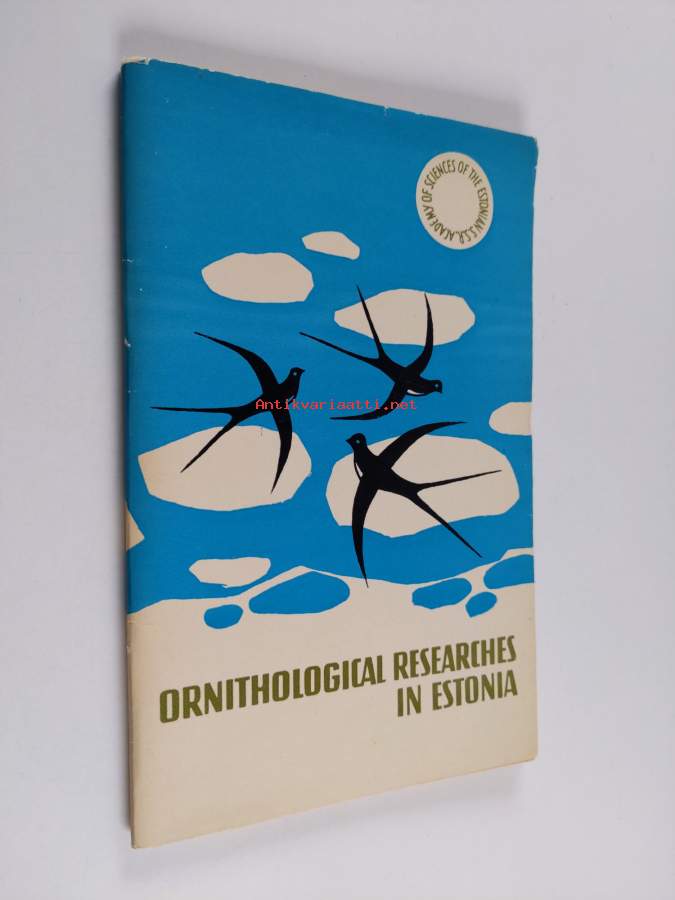 ACADEMY OF SCIENCES OF THE ESTONIAN S.S.R.
Antikvariaatti.net
ORNITHOLOGICAL RESEARCHES
IN ESTONIA